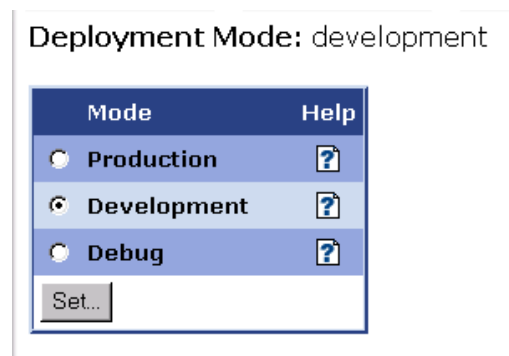 Deployment Mode: development
Mode Help
Production ?
Development ?
Debug ?
Set...